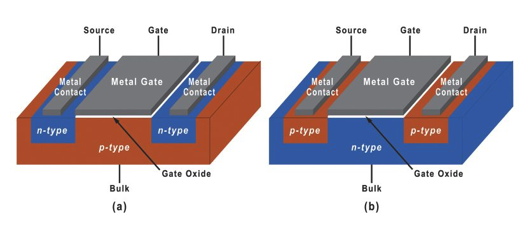 Source Gate Drain
Metal Contact
Metal Gate
Metal Contact
n-type
n-type
p-type
Gate Oxide
Bulk
(a)
Source Gate Drain
Metal Contact
Metal Gate
Metal Contact
p-type
p-type
n-type
Gate Oxide
Bulk
(b)